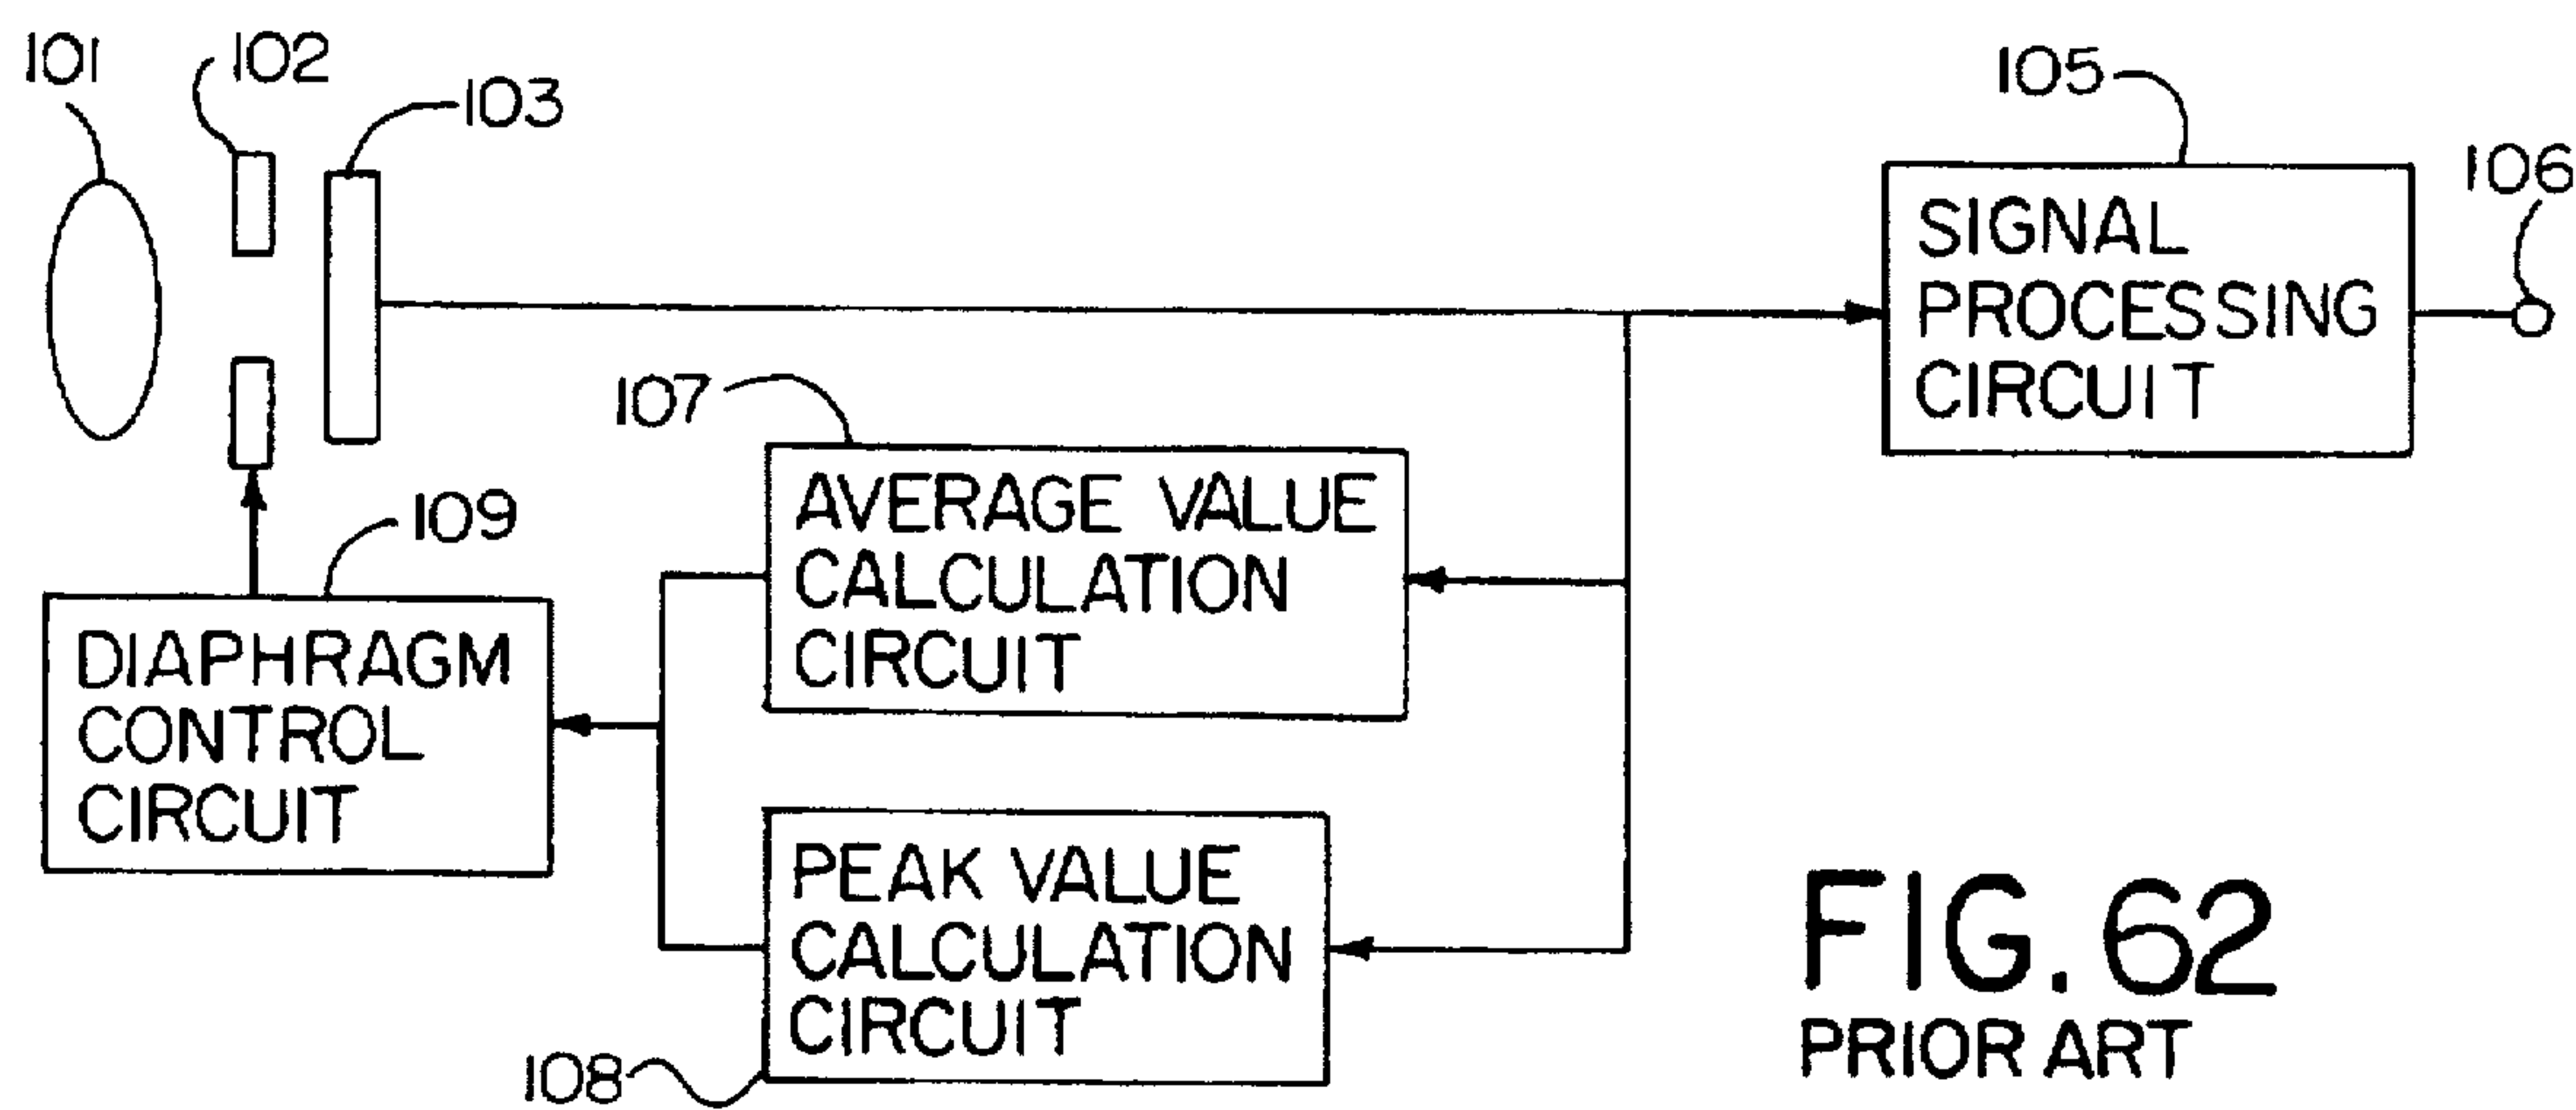 101
102
103
105
106
SIGNAL
PROCESSING
CIRCUIT
107
AVERAGE VALUE
CALCULATION
CIRCUIT
109
DIAPHRAGM
CONTROL
CIRCUIT
PEAK VALUE
CALCULATION
CIRCUIT
108
FIG. 62
PRIOR ART